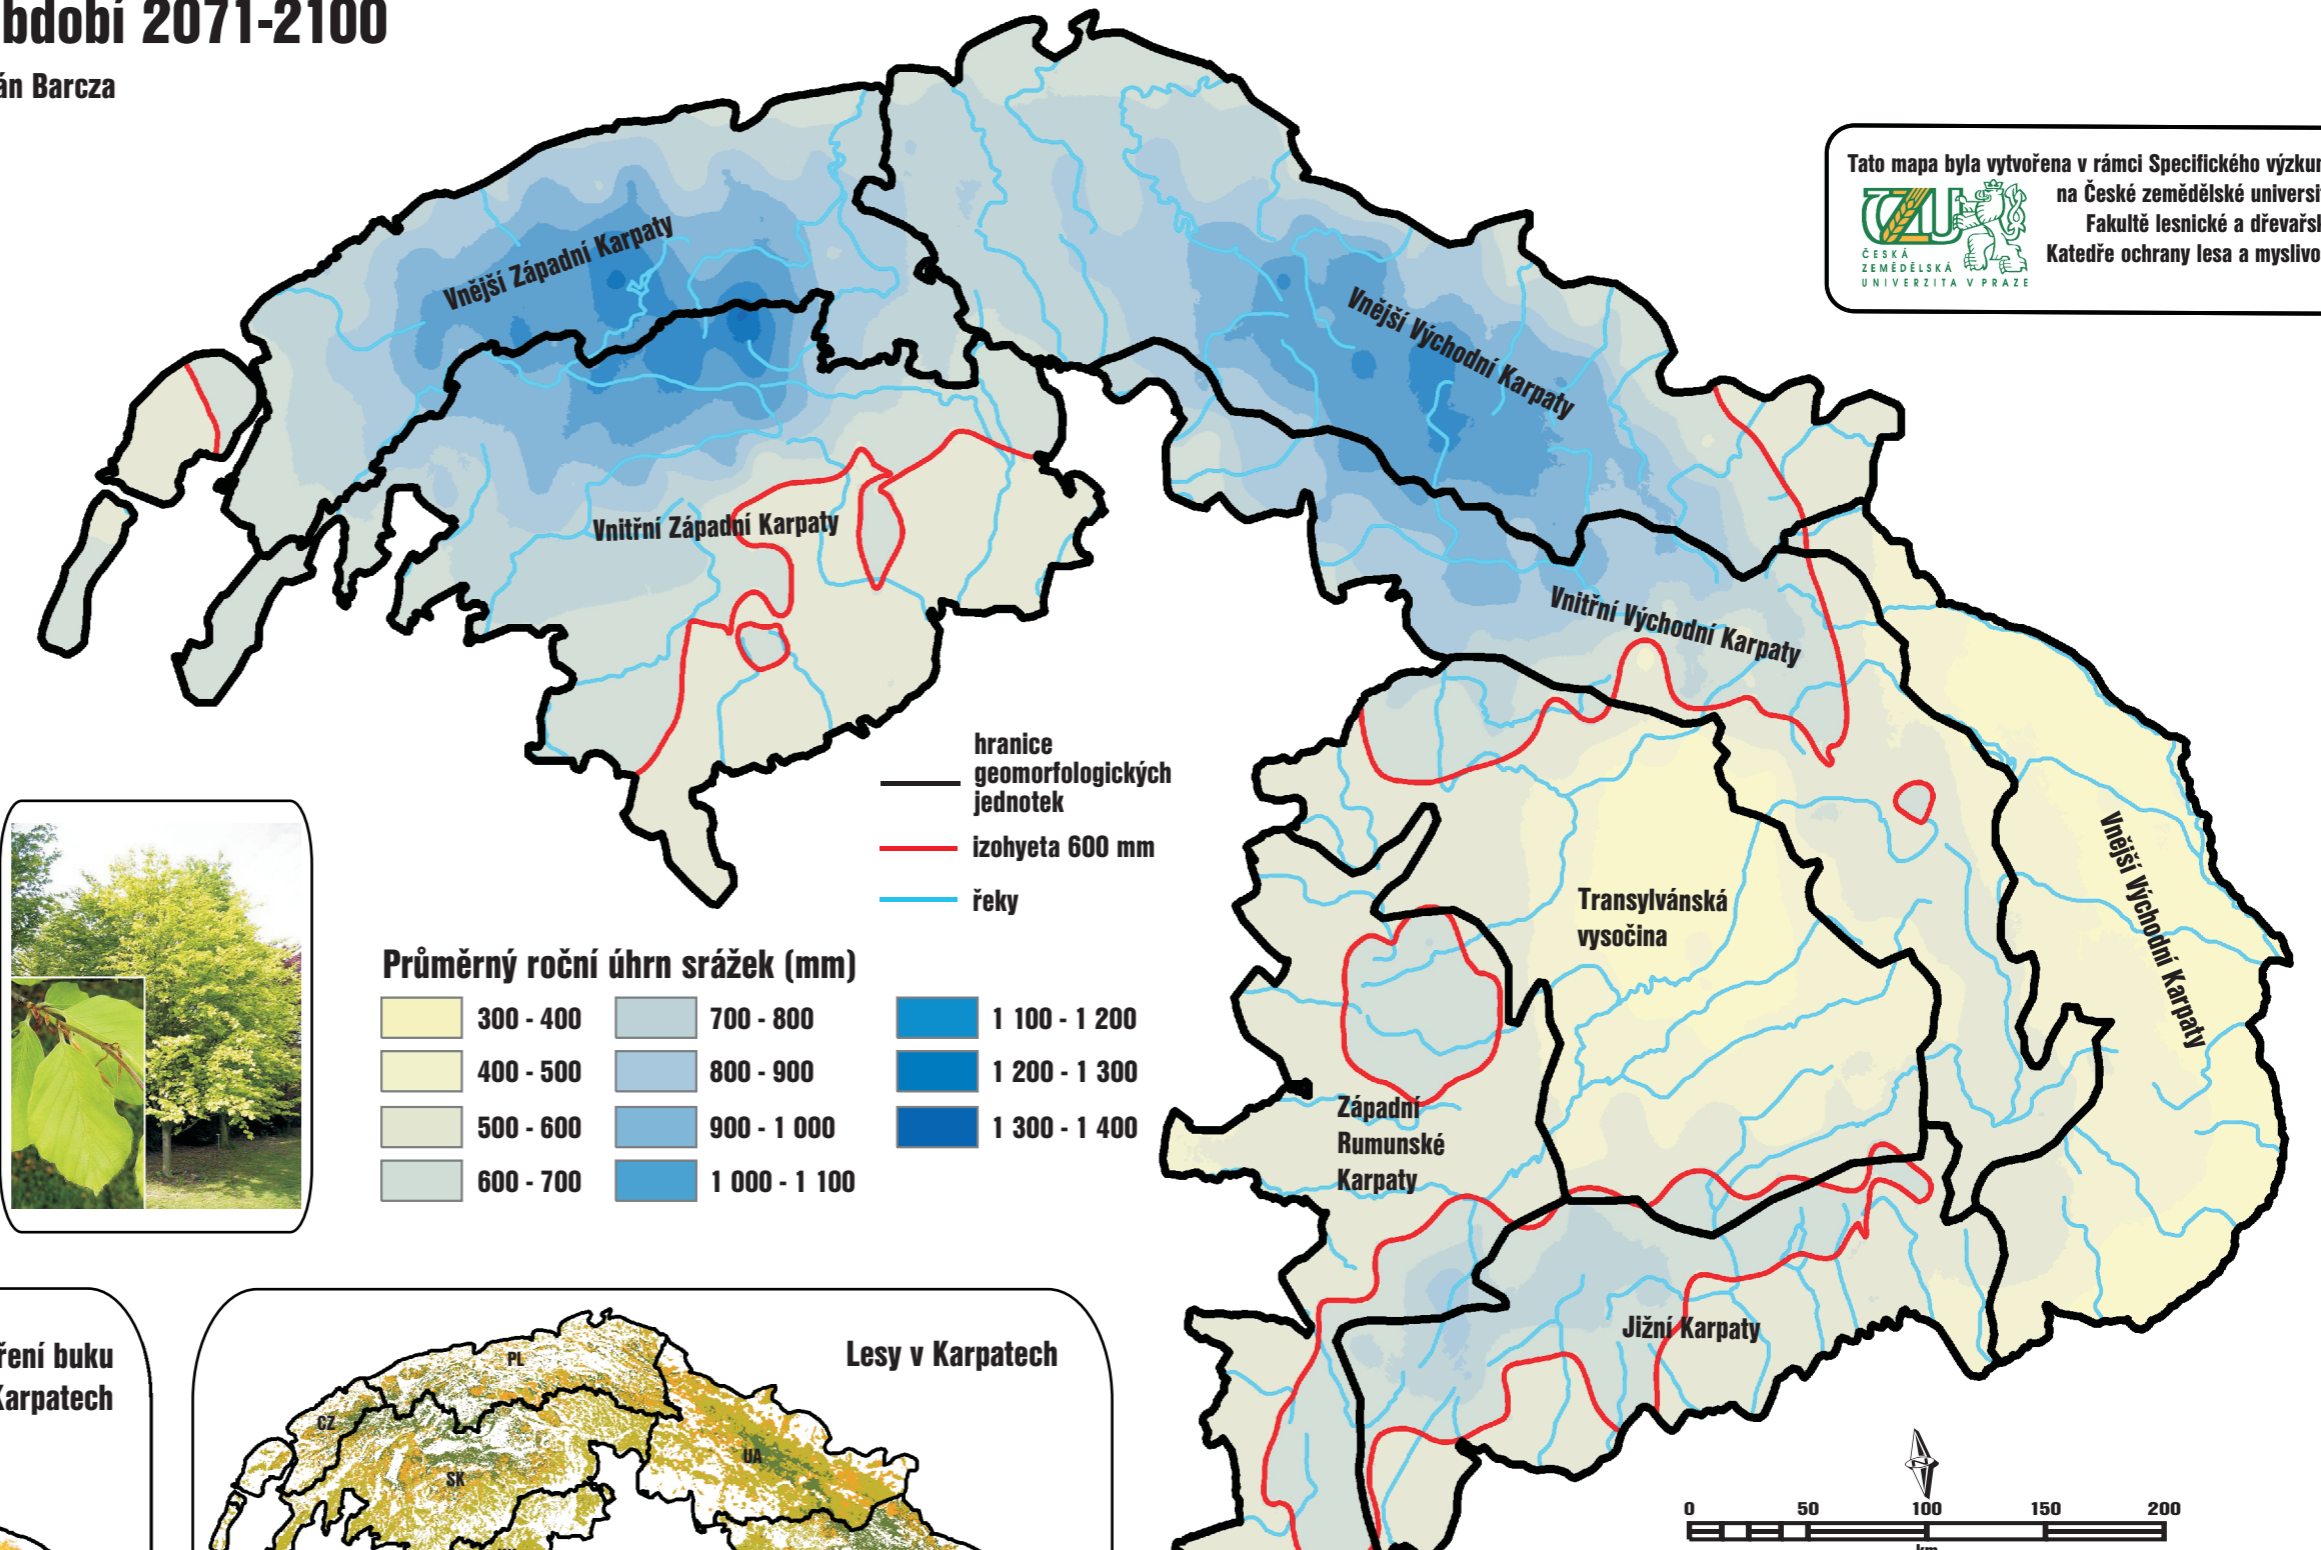 bdobí 2071-2100
án Barcza
Tato mapa byla vytvořena v rámci Specifického
na České zemědělské
Fakultě lesnické a
Katedře ochrany lesa a
ČZU
ČESKÁ
ZEMĚDĚLSKÁ
UNIVERZITA V PRAZE
Vnější Západní Karpaty
Vnější Východní Karpaty
Vnitřní Západní Karpaty
Vnitřní Východní Karpaty
Vnější Východní Karpaty
Transylvánská
vysočina
Západní
Rumunské
Karpaty
Jižní Karpaty
hranice
geomorfologických
jednotek
izohyeta 600 mm
řeky
Průměrný roční úhrn srážek (mm)
300 - 400
400 - 500
500 - 600
600 - 700
700 - 800
800 - 900
900 - 1 000
1 000 - 1 100
1 100 - 1 200
1 200 - 1 300
1 300 - 1 400
ření buku
Karpatech
Lesy v Karpatech
PL
CZ
SK
UA
N
0 50 100 150 200
km